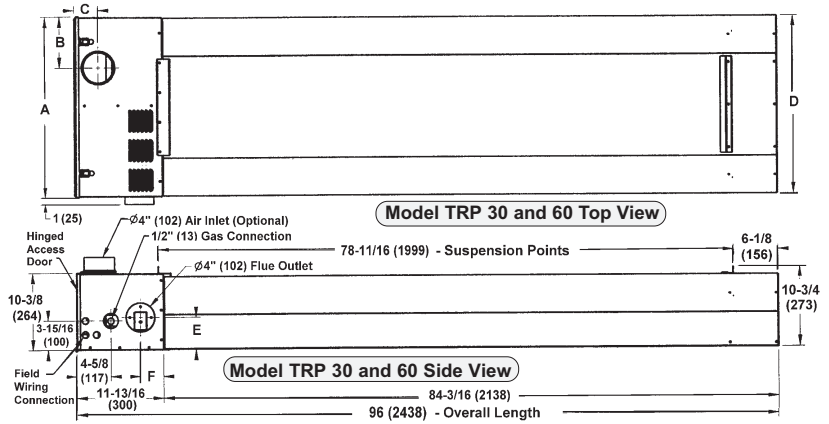 C
B
A
D
1 (25)
Model TRP 30 and 60 Top View
Ø4" (102) Air Inlet (Optional)
Hinged
Access
Door
1/2" (13) Gas Connection
78-11/16 (1999) - Suspension Points
6-1/8
(156)
Ø4" (102) Flue Outlet
10-3/8
(264)
3-15/16
(100)
10-3/4
(273)
E
4-5/8
(117)
F
Model TRP 30 and 60 Side View
Field
Wiring
Connection
11-13/16
(300)
84-3/16 (2138)
96 (2438) - Overall Length